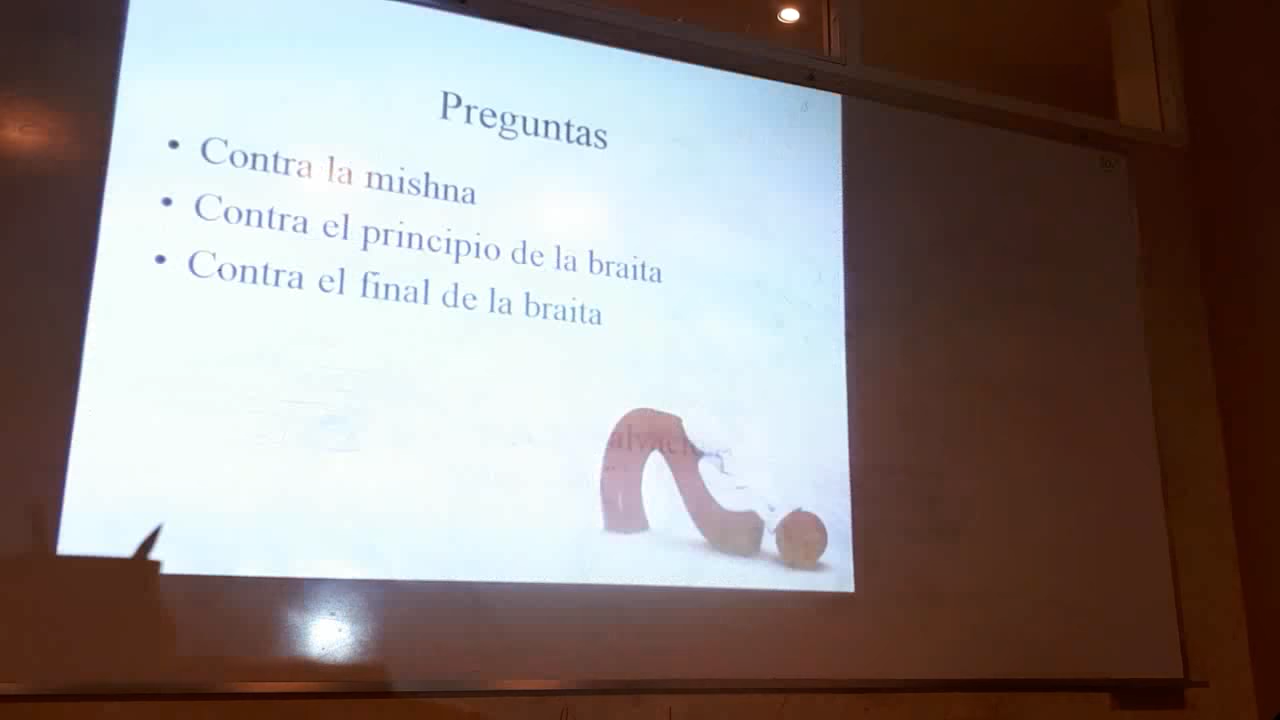 Preguntas
• Contra la mishna
• Contra el principio de la braita
• Contra el final de la braita